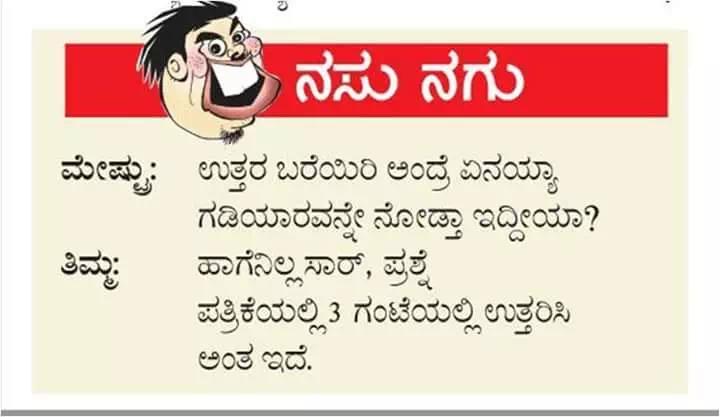 ನಸು ನಗು
ಮೇಷ್ಟ್ರು: ಉತ್ತರ ಬರೆಯಿರಿ ಅಂದ್ರೆ ಏನಯ್ಯಾ
ಗಡಿಯಾರವನ್ನೇ ನೋಡ್ತಾ ಇದ್ದೀಯಾ?
ತಿಮ್ಮ: ಹಾಗೆನಿಲ್ಲ ಸಾರ್, ಪ್ರಶ್ನೆ
ಪತ್ರಿಕೆಯಲ್ಲಿ 3 ಗಂಟೆಯಲ್ಲಿ ಉತ್ತರಿಸಿ
ಅಂತ ಇದೆ.